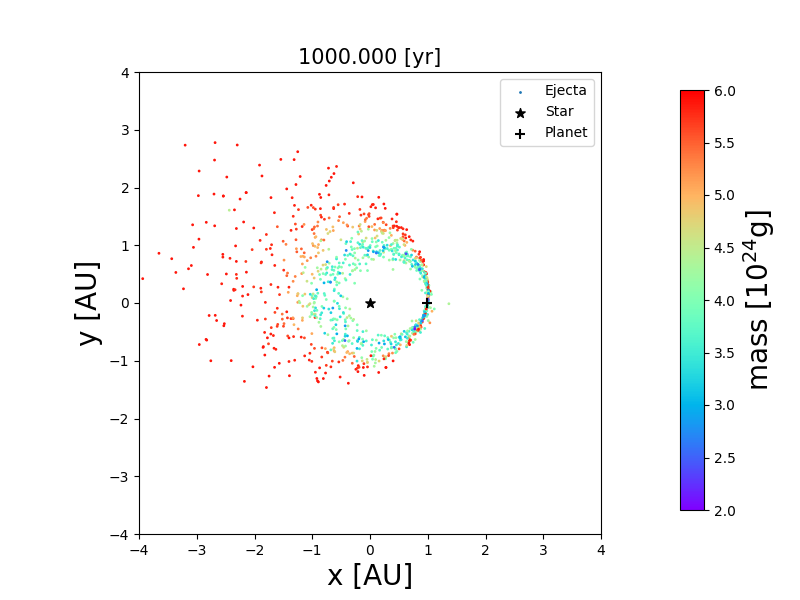 1000.000 [yr]
Ejecta
Star
Planet
4
3
2
1
0
−1
−2
−3
−4
−4 −3 −2 −1 0 1 2 3 4
x [AU]
y [AU]
6.0
5.5
5.0
4.5
4.0
3.5
3.0
2.5
2.0
mass [10²⁴g]